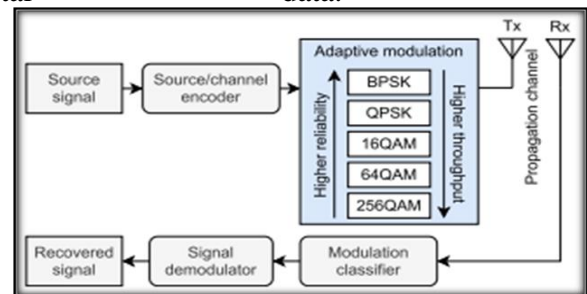 Tx
Rx
Adaptive modulation
Source
signal
Source/channel
encoder
Higher reliability
BPSK
QPSK
16QAM
64QAM
256QAM
Higher throughput
Propagation channel
Recovered
signal
Signal
demodulator
Modulation
classifier